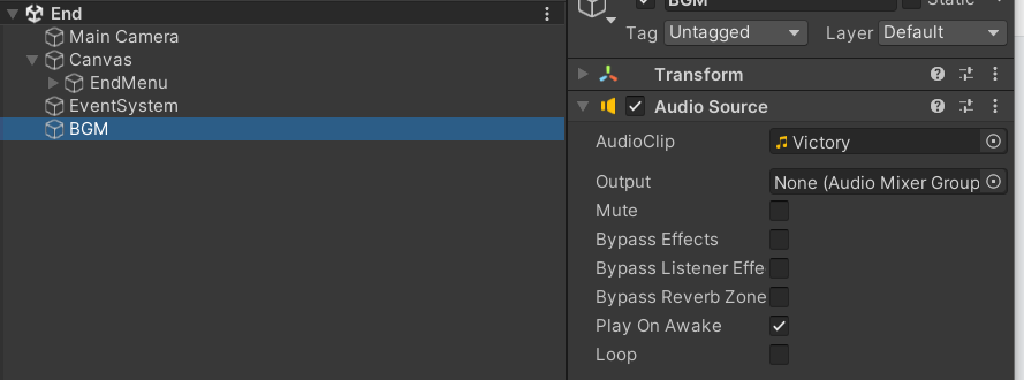 End
Main Camera
Canvas
EndMenu
EventSystem
BGM
BGM
Static
Tag Untagged Layer Default
Transform
Audio Source
AudioClip Victory
Output None (Audio Mixer Group
Mute
Bypass Effects
Bypass Listener Effe
Bypass Reverb Zone
Play On Awake
Loop